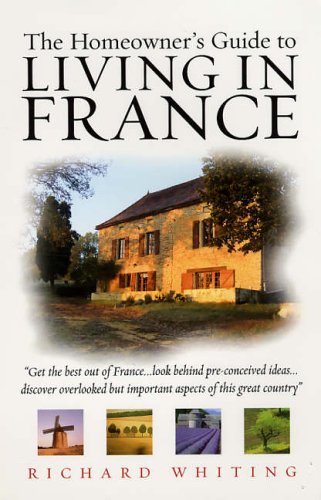 The Homeowner's Guide to
LIVING IN
FRANCE
"Get the best out of France...look behind pre-conceived ideas...
discover overlooked but important aspects of this great country"
RICHARD WHITING